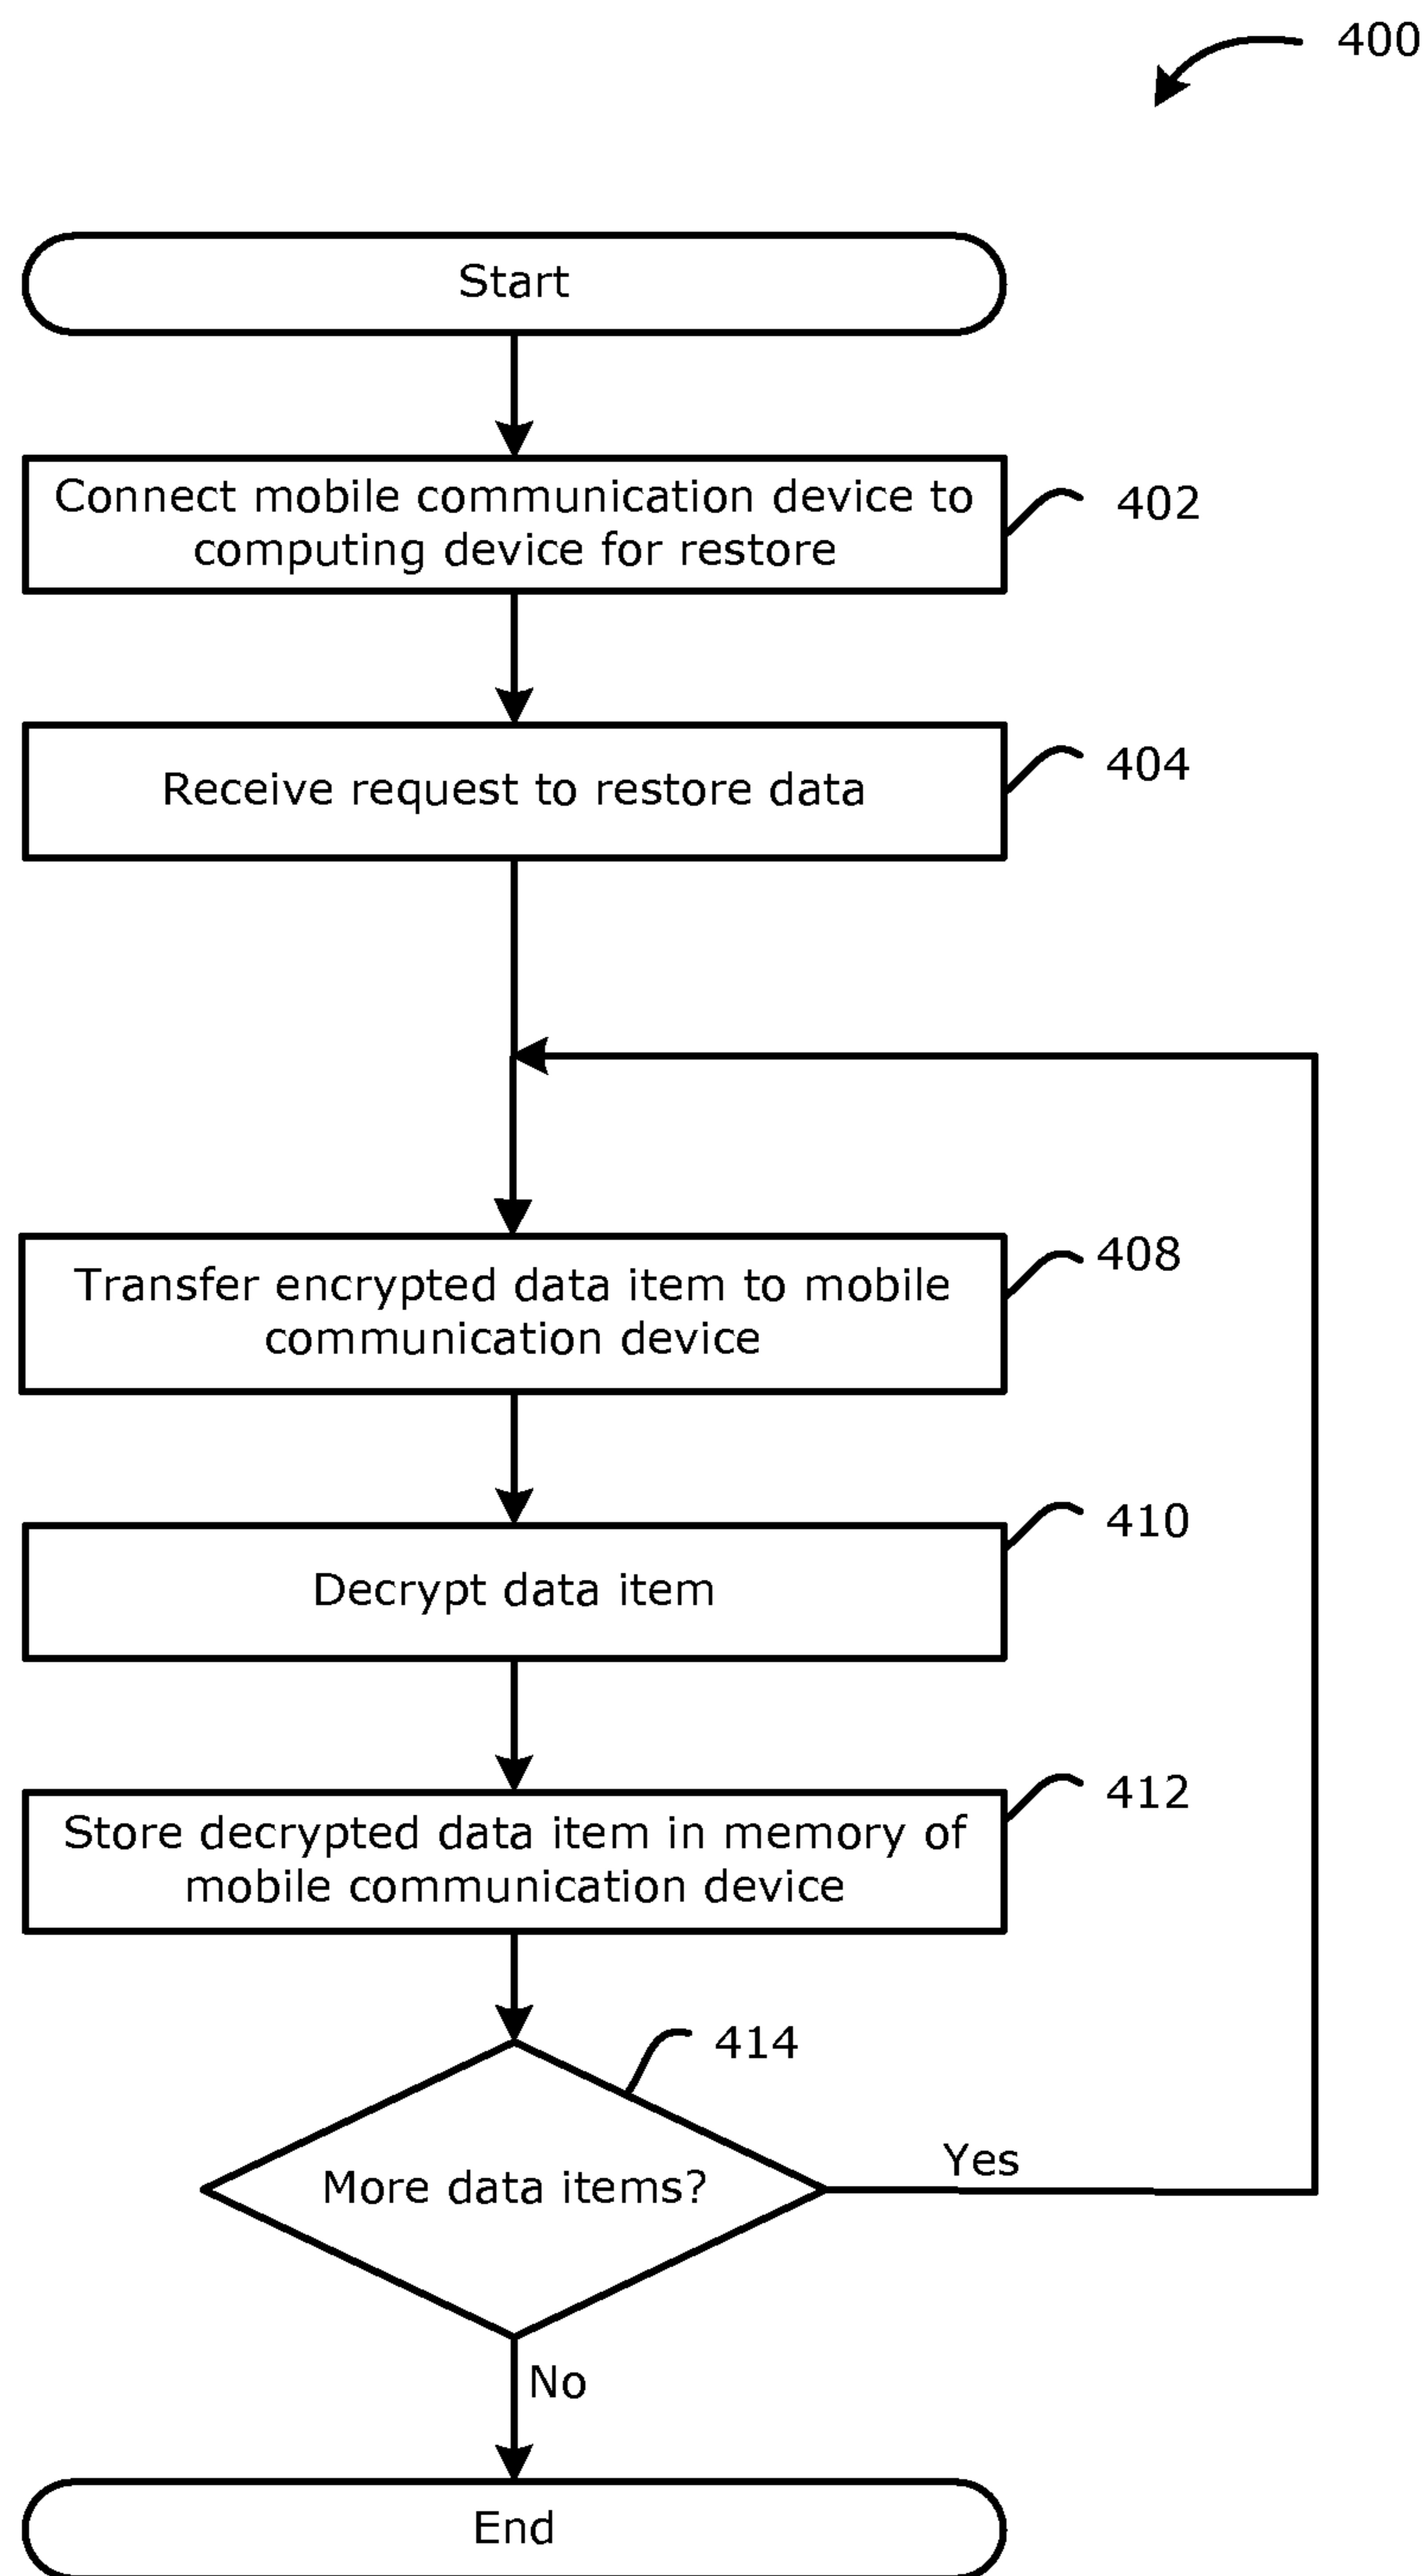 400
Start
Connect mobile communication device to
computing device for restore
402
Receive request to restore data
404
Transfer encrypted data item to mobile
communication device
408
Decrypt data item
410
Store decrypted data item in memory of
mobile communication device
412
414
More data items?
Yes
No
End